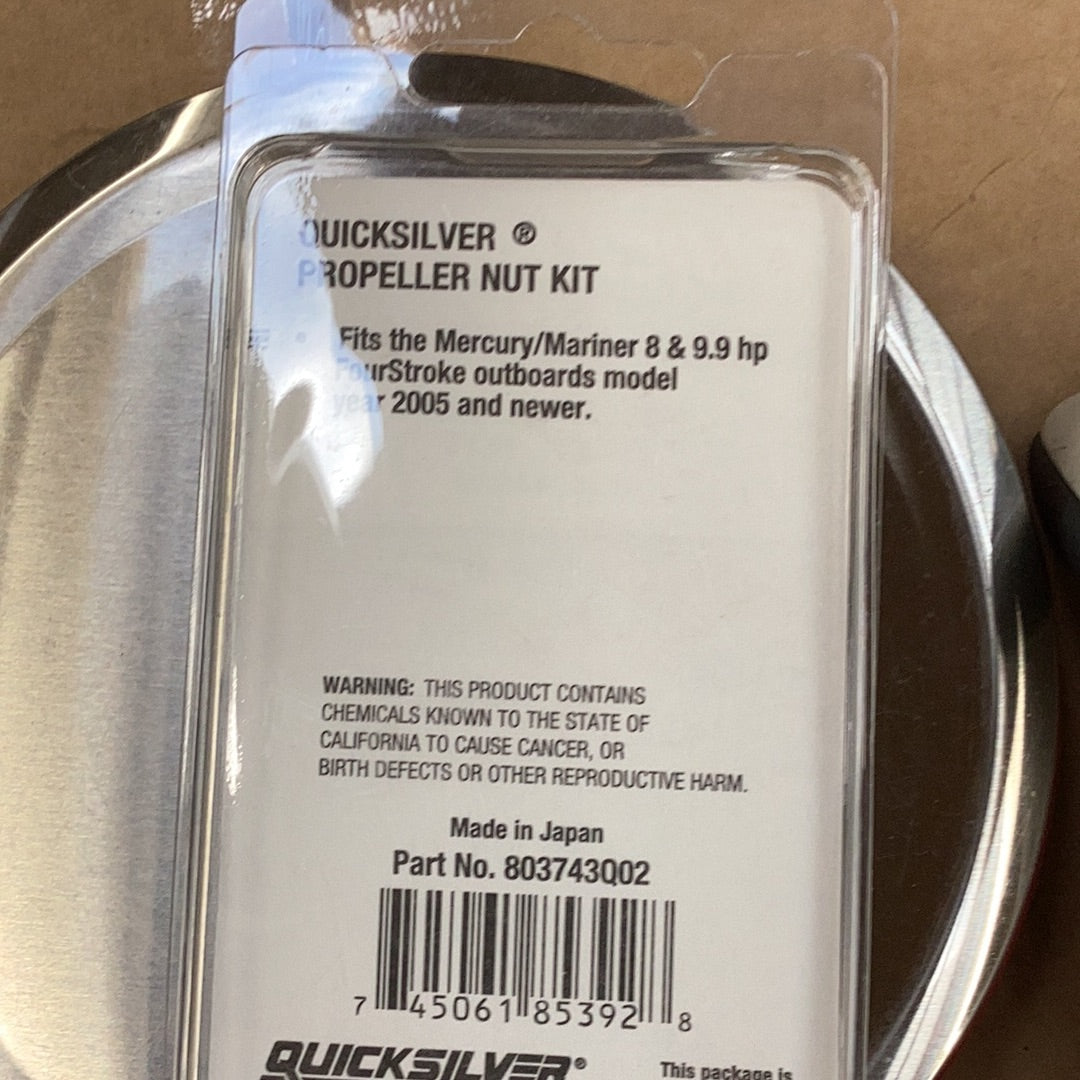 QUICKSILVER ®
PROPELLER NUT KIT
• Fits the Mercury/Mariner 8 & 9.9 hp
FourStroke outboards model
year 2005 and newer.
WARNING: THIS PRODUCT CONTAINS
CHEMICALS KNOWN TO THE STATE OF
CALIFORNIA TO CAUSE CANCER, OR
BIRTH DEFECTS OR OTHER REPRODUCTIVE HARM.
Made in Japan
Part No. 803743Q02
7 45061 85392 8
QUICKSILVER®
This package is